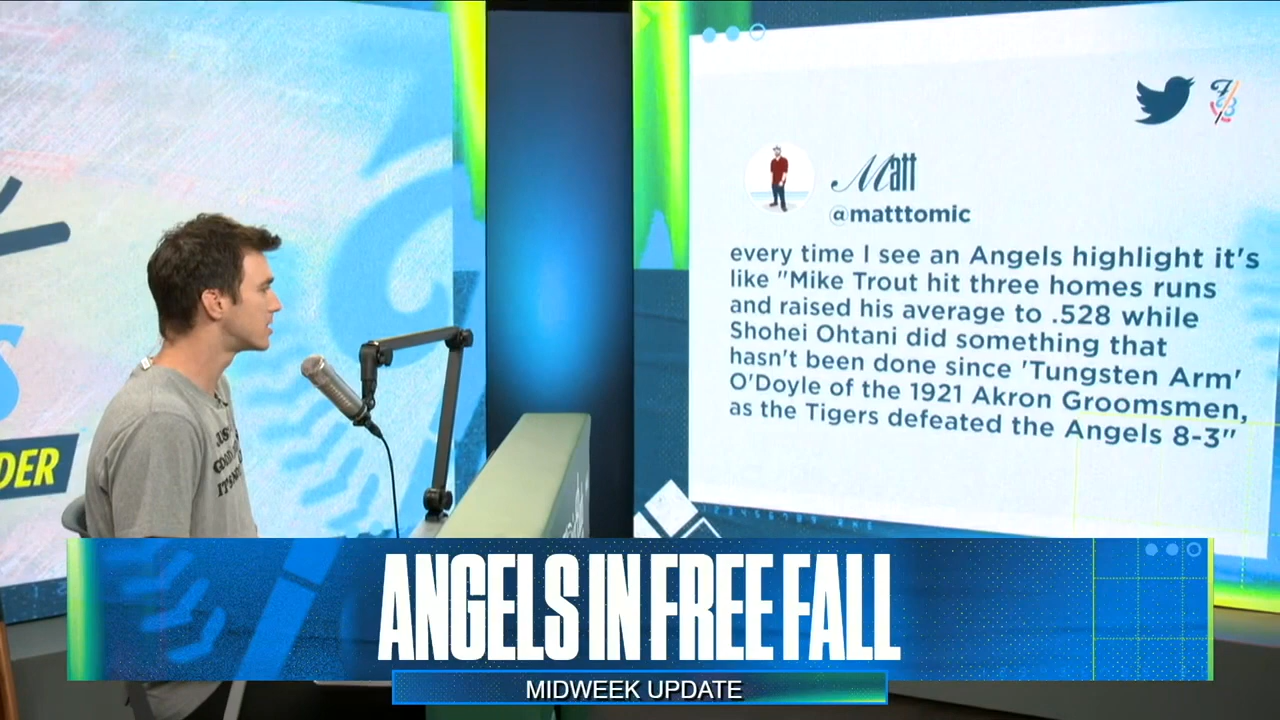 Matt
@matttomic
every time I see an Angels highlight it's
like "Mike Trout hit three homes runs
and raised his average to .528 while
Shohei Ohtani did something that
hasn't been done since 'Tungsten Arm'
O'Doyle of the 1921 Akron Groomsmen,
as the Tigers defeated the Angels 8-3"
DER
ANGELS IN FREE FALL
MIDWEEK UPDATE